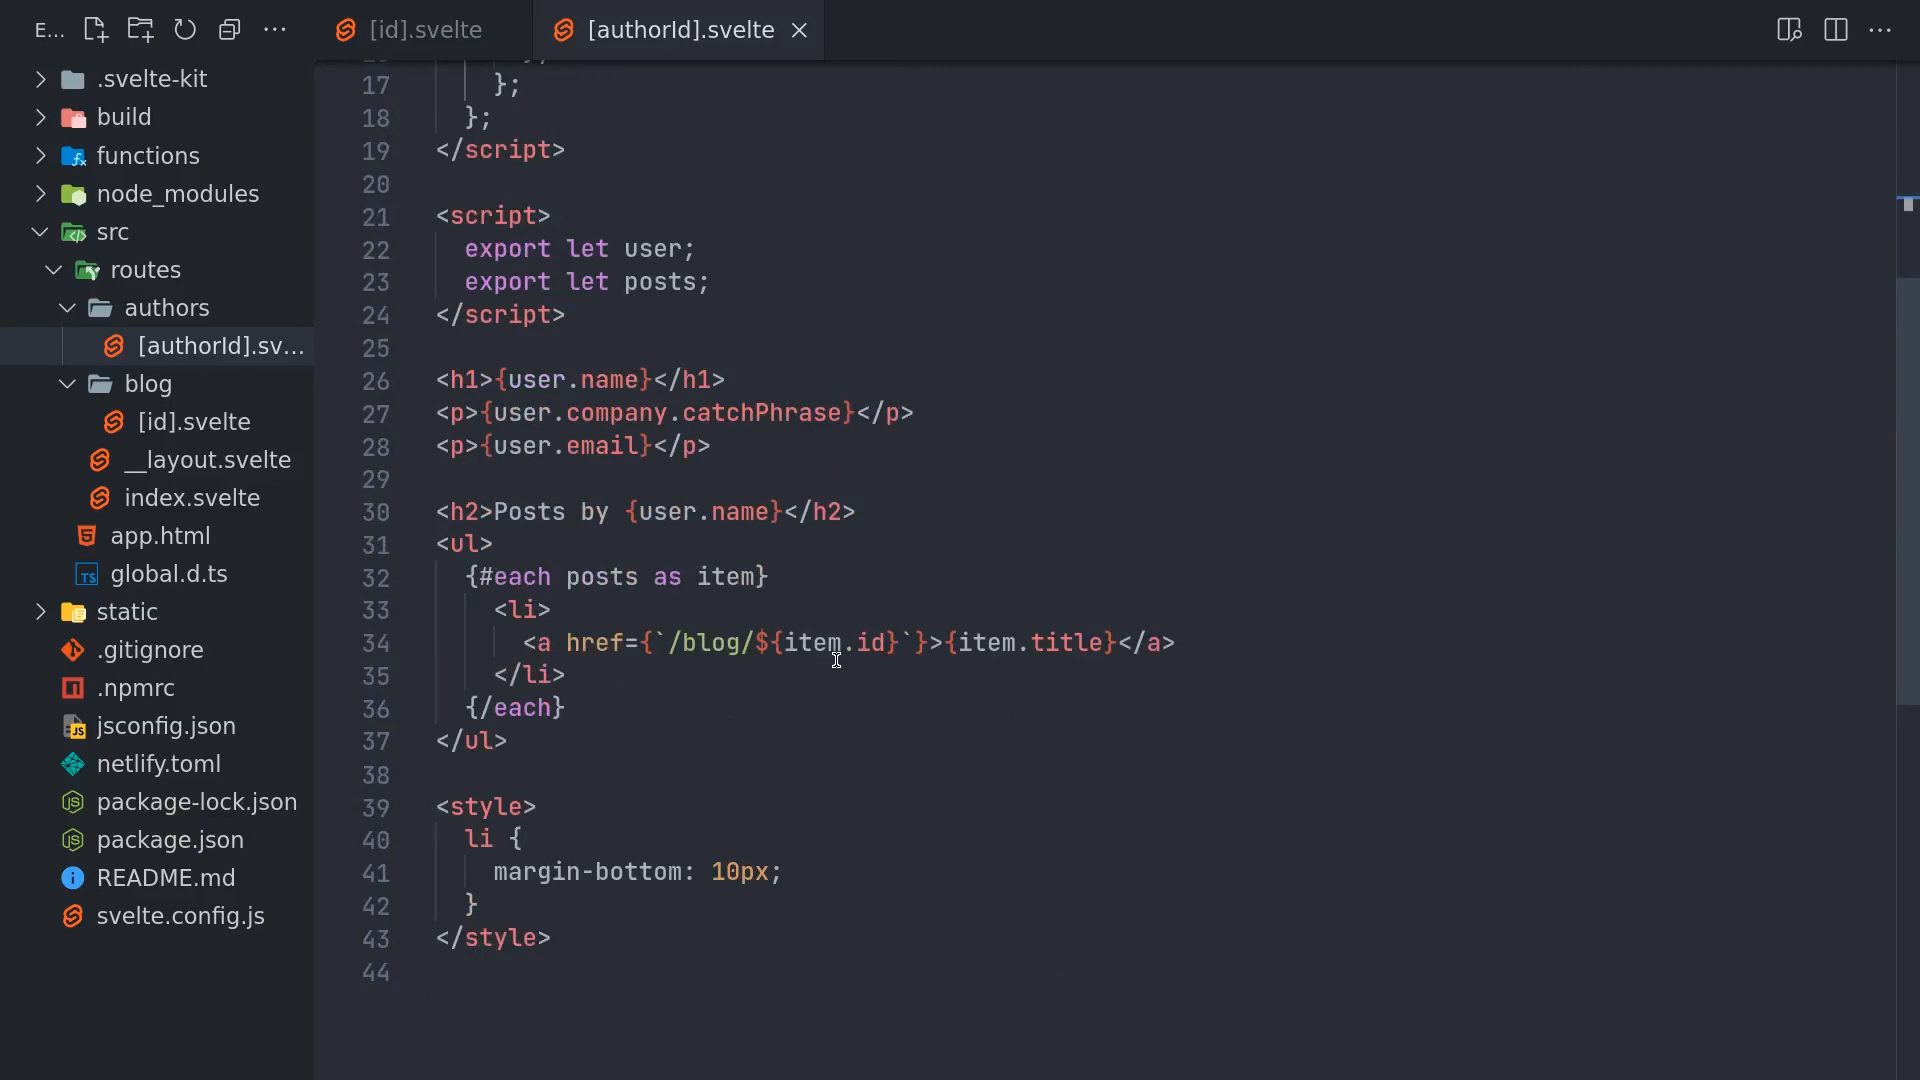 E...
.svelte-kit
build
functions
node_modules
src
routes
authors
[authorId].sv...
blog
[id].svelte
__layout.svelte
index.svelte
app.html
global.d.ts
static
.gitignore
.npmrc
jsconfig.json
netlify.toml
package-lock.json
package.json
README.md
svelte.config.js
[id].svelte
[authorId].svelte
17 };
18 };
19 </script>
20
21 <script>
22 export let user;
23 export let posts;
24 </script>
25
26 <h1>{user.name}</h1>
27 <p>{user.company.catchPhrase}</p>
28 <p>{user.email}</p>
29
30 <h2>Posts by {user.name}</h2>
31 <ul>
32 {#each posts as item}
33 <li>
34 <a href={`/blog/${item.id}`}>{item.title}</a>
35 </li>
36 {/each}
37 </ul>
38
39 <style>
40 li {
41 margin-bottom: 10px;
42 }
43 </style>
44